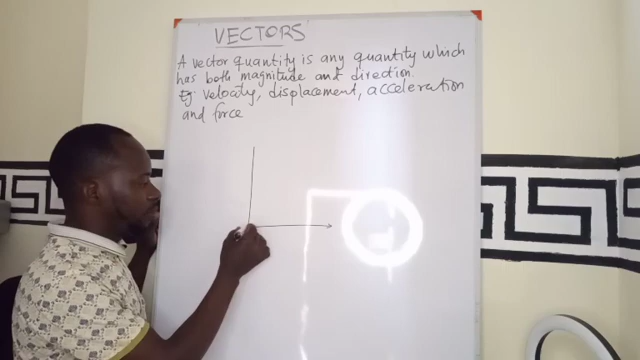 VECTORS
A vector quantity is any quantity which
has both magnitude and direction.
Eg velocity, displacement, acceleration
and force